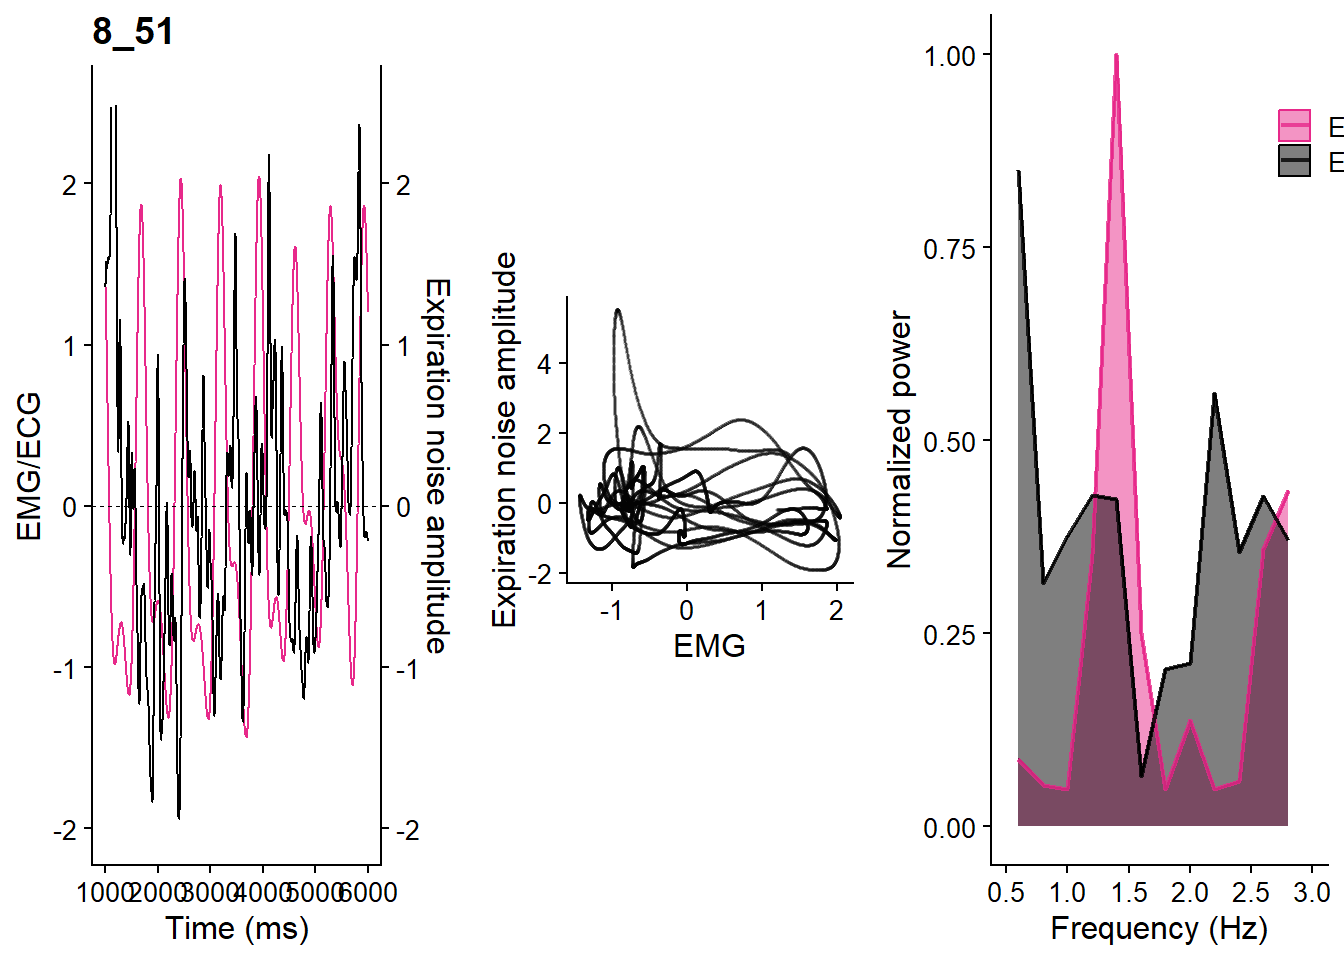 8_51
EMG/ECG
2
1
0
-1
-2
2
1
0
-1
-2
Expiration noise amplitude
1000 2000 3000 4000 5000 6000
Time (ms)
Expiration noise amplitude
4
2
0
-2
-1 0 1 2
EMG
Normalized power
1.00
0.75
0.50
0.25
0.00
0.5 1.0 1.5 2.0 2.5 3.0
Frequency (Hz)
E
E